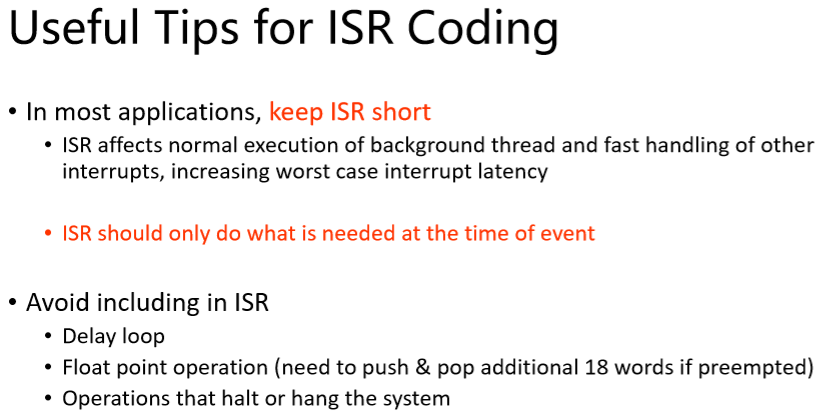 Useful Tips for ISR Coding
• In most applications, keep ISR short
• ISR affects normal execution of background thread and fast handling of other
interrupts, increasing worst case interrupt latency
• ISR should only do what is needed at the time of event
• Avoid including in ISR
• Delay loop
• Float point operation (need to push & pop additional 18 words if preempted)
• Operations that halt or hang the system